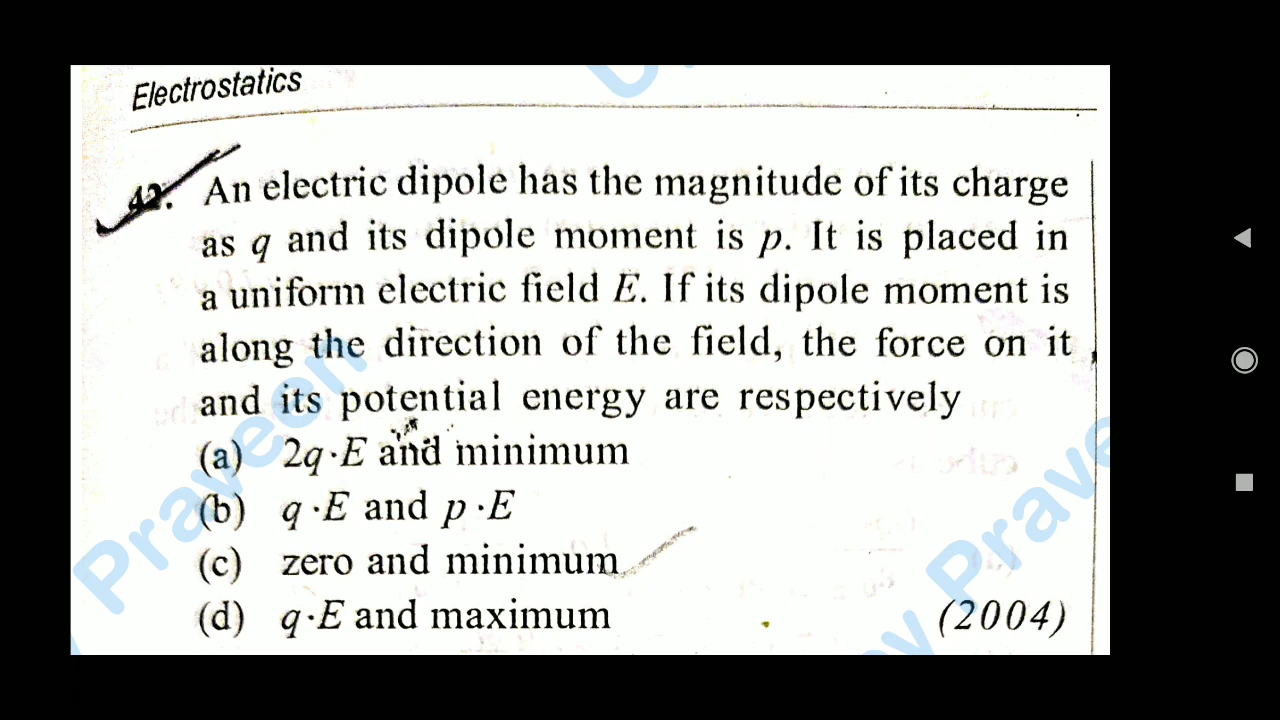 Electrostatics
42. An electric dipole has the magnitude of its charge
as q and its dipole moment is p. It is placed in
a uniform electric field E. If its dipole moment is
along the direction of the field, the force on it
and its potential energy are respectively
(a) 2q·E and minimum
(b) q·E and p·E
(c) zero and minimum
(d) q·E and maximum (2004)
Praveen